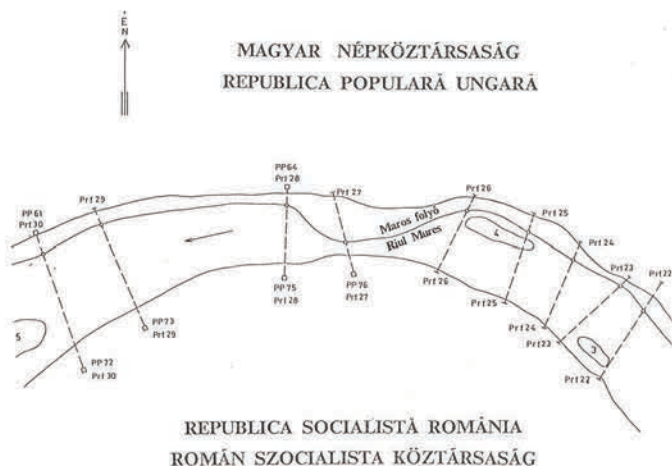 ÉN
MAGYAR NÉPKÖZTÁRSASÁG
REPUBLICA POPULARĂ UNGARĂ
PP64
Prf 28
Prf 27
Prf 26
Prf 29
PP61
Prf 30
Prf 25
Maros folyó
Rîul Mures
4
Prf 24
Prf 23
Prf 22
PP75
Prf 28
PP76
Prf 27
Prf 26
Prf 25
Prf 24
Prf 23
PP73
Prf 29
5
3
PP72
Prf 30
Prf 22
REPUBLICA SOCIALISTĂ ROMÂNIA
ROMÁN SZOCIALISTA KÖZTÁRSASÁG